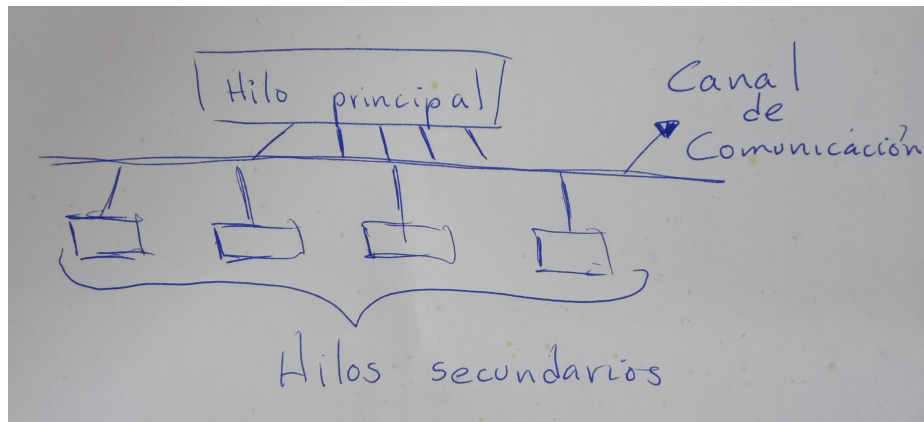 Hilo principal
Canal
de
Comunicación
Hilos secundarios